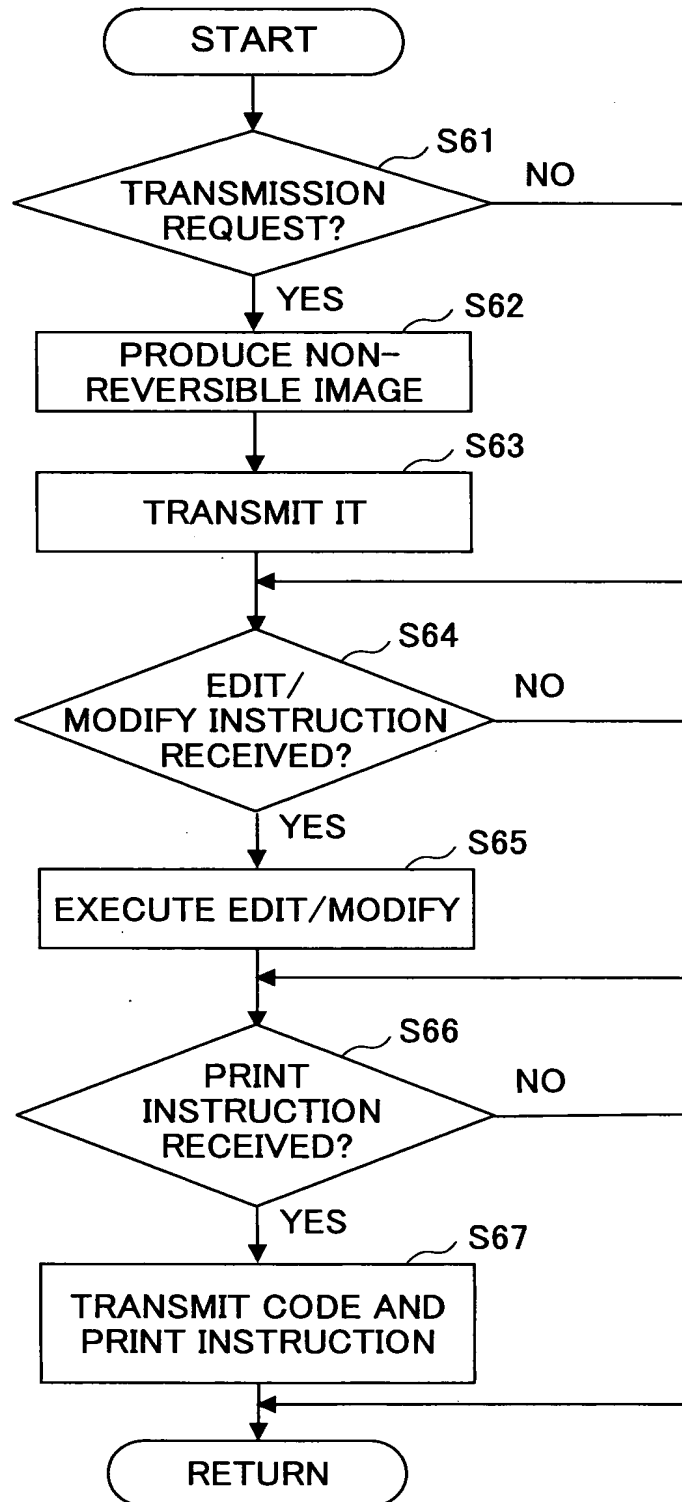 START
S61
TRANSMISSION
REQUEST?
NO
YES
S62
PRODUCE NON-
REVERSIBLE IMAGE
S63
TRANSMIT IT
S64
EDIT/
MODIFY INSTRUCTION
RECEIVED?
NO
YES
S65
EXECUTE EDIT/MODIFY
S66
PRINT
INSTRUCTION
RECEIVED?
NO
YES
S67
TRANSMIT CODE AND
PRINT INSTRUCTION
RETURN